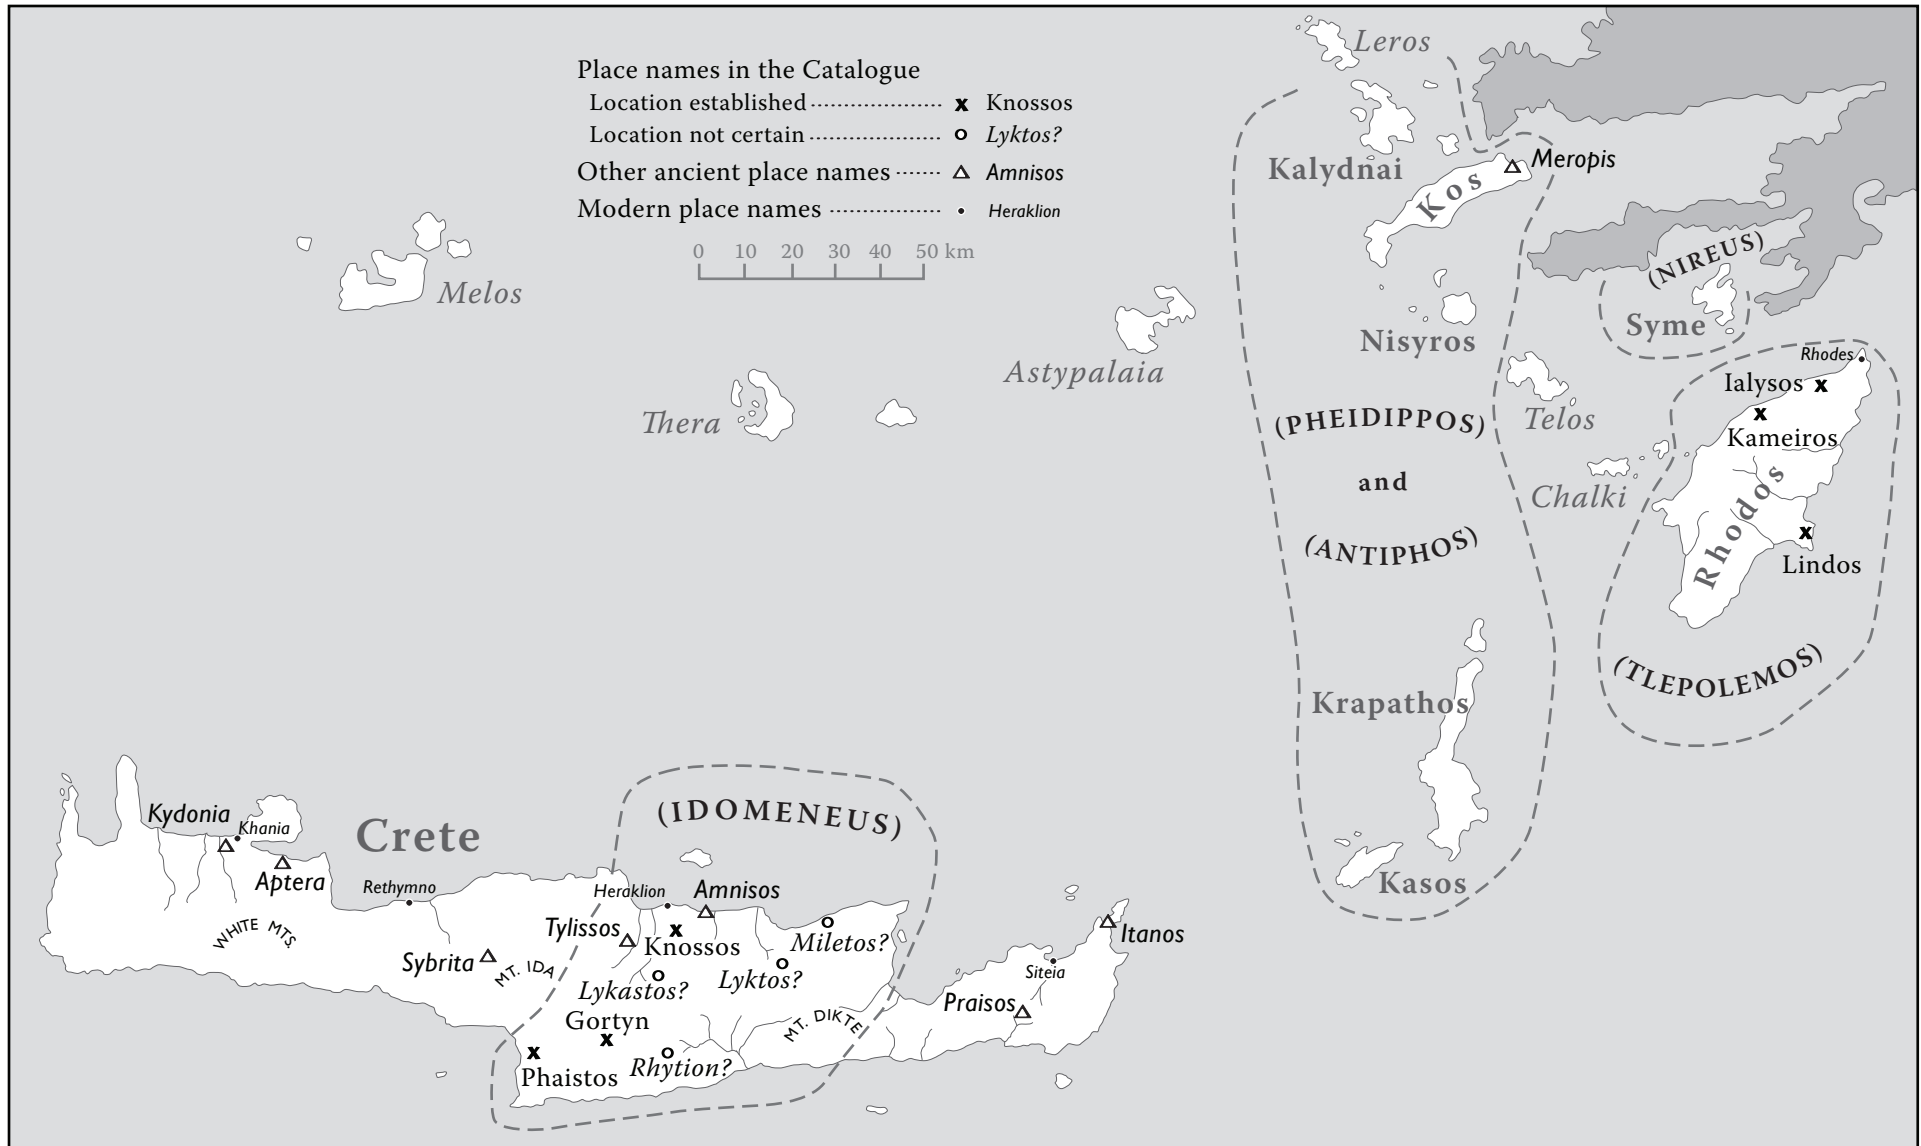 Place names in the Catalogue
Location established x Knossos
Location not certain o Lyktos?
Other ancient place names △ Amnisos
Modern place names • Heraklion
0 10 20 30 40 50 km
Leros
Kalydnai
Meropis
Kos
(NIREUS)
Melos
Syme
Nisyros
Astypalaia
Rhodes
Ialysos
Thera
(PHEIDIPPOS)
Telos
Kameiros
and
Chalki
Rhodos
(ANTIPHOS)
Lindos
(TLEPOLEMOS)
Krapathos
Kydonia
Khania
Crete
(IDOMENEUS)
Aptera
Rethymno
Heraklion
Amnisos
Kasos
WHITE MTS.
Tylissos
Knossos
Miletos?
Itanos
Sybrita
MT. IDA
Lykastos?
Lyktos?
Siteia
Praisos
Gortyn
MT. DIKTE
Phaistos
Rhytion?